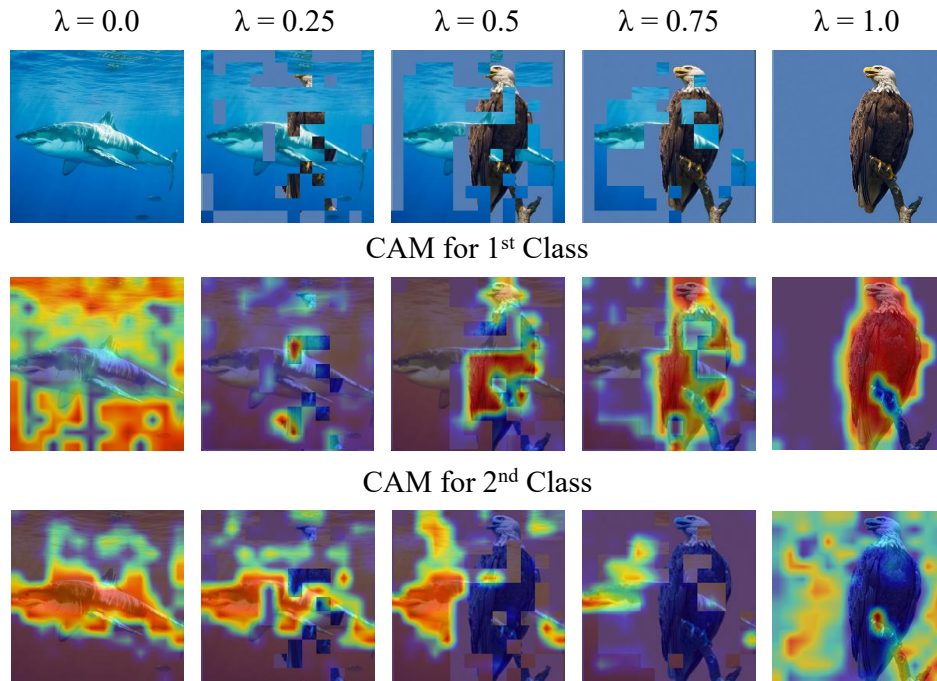 λ = 0.0 λ = 0.25 λ = 0.5 λ = 0.75 λ = 1.0
CAM for 1st Class
CAM for 2nd Class